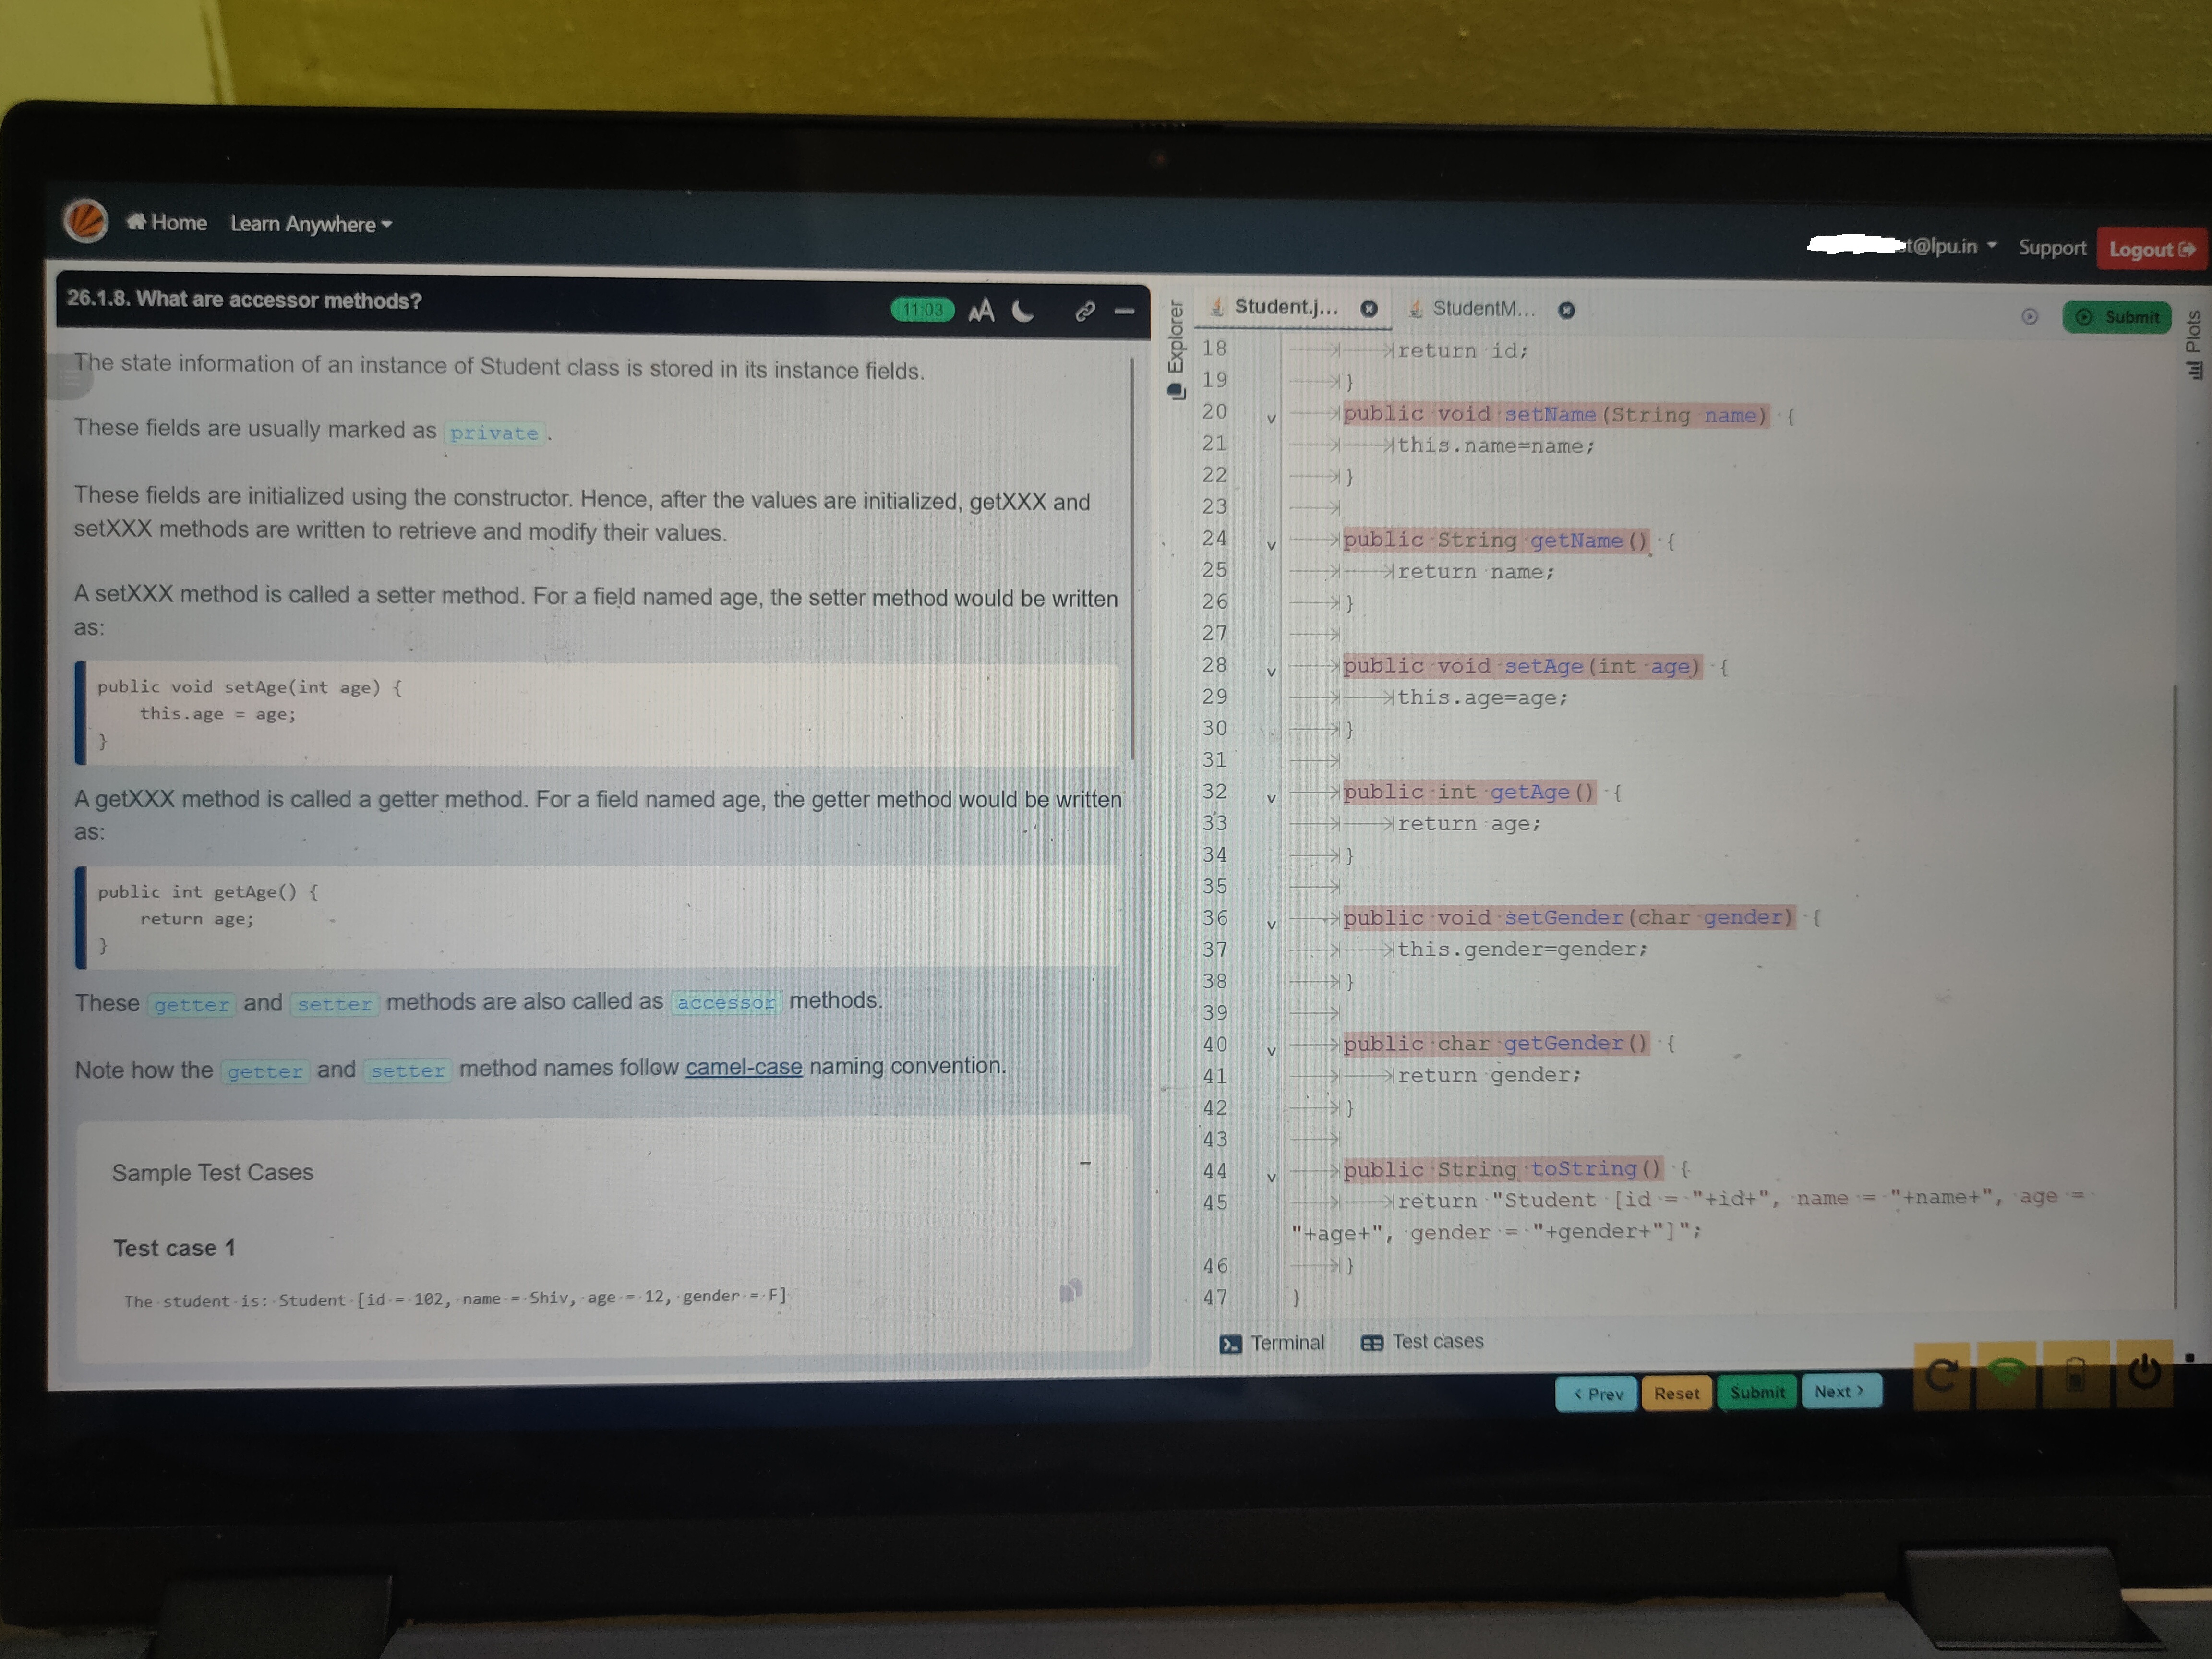 Home Learn Anywhere
t@lpu.in Support Logout
26.1.8. What are accessor methods?
11:03
The state information of an instance of Student class is stored in its instance fields.
These fields are usually marked as private.
These fields are initialized using the constructor. Hence, after the values are initialized, getXXX and
setXXX methods are written to retrieve and modify their values.
A setXXX method is called a setter method. For a field named age, the setter method would be written
as:
public void setAge(int age) {
this.age = age;
}
A getXXX method is called a getter method. For a field named age, the getter method would be written
as:
public int getAge() {
return age;
}
These getter and setter methods are also called as accessor methods.
Note how the getter and setter method names follow camel-case naming convention.
Sample Test Cases
Test case 1
The student is: Student [id = 102, name = Shiv, age = 12, gender = F]
Explorer
Student.j... StudentM...
Submit
Plots
18 return id;
19 }
20 public void setName(String name) {
21 this.name=name;
22 }
23
24 public String getName() {
25 return name;
26 }
27
28 public void setAge(int age) {
29 this.age=age;
30 }
31
32 public int getAge() {
33 return age;
34 }
35
36 public void setGender(char gender) {
37 this.gender=gender;
38 }
39
40 public char getGender() {
41 return gender;
42 }
43
44 public String toString() {
45 return "Student [id = "+id+", name = "+name+", age =
"+age+", gender = "+gender+"]";
46 }
47 }
Terminal Test cases
< Prev Reset Submit Next >